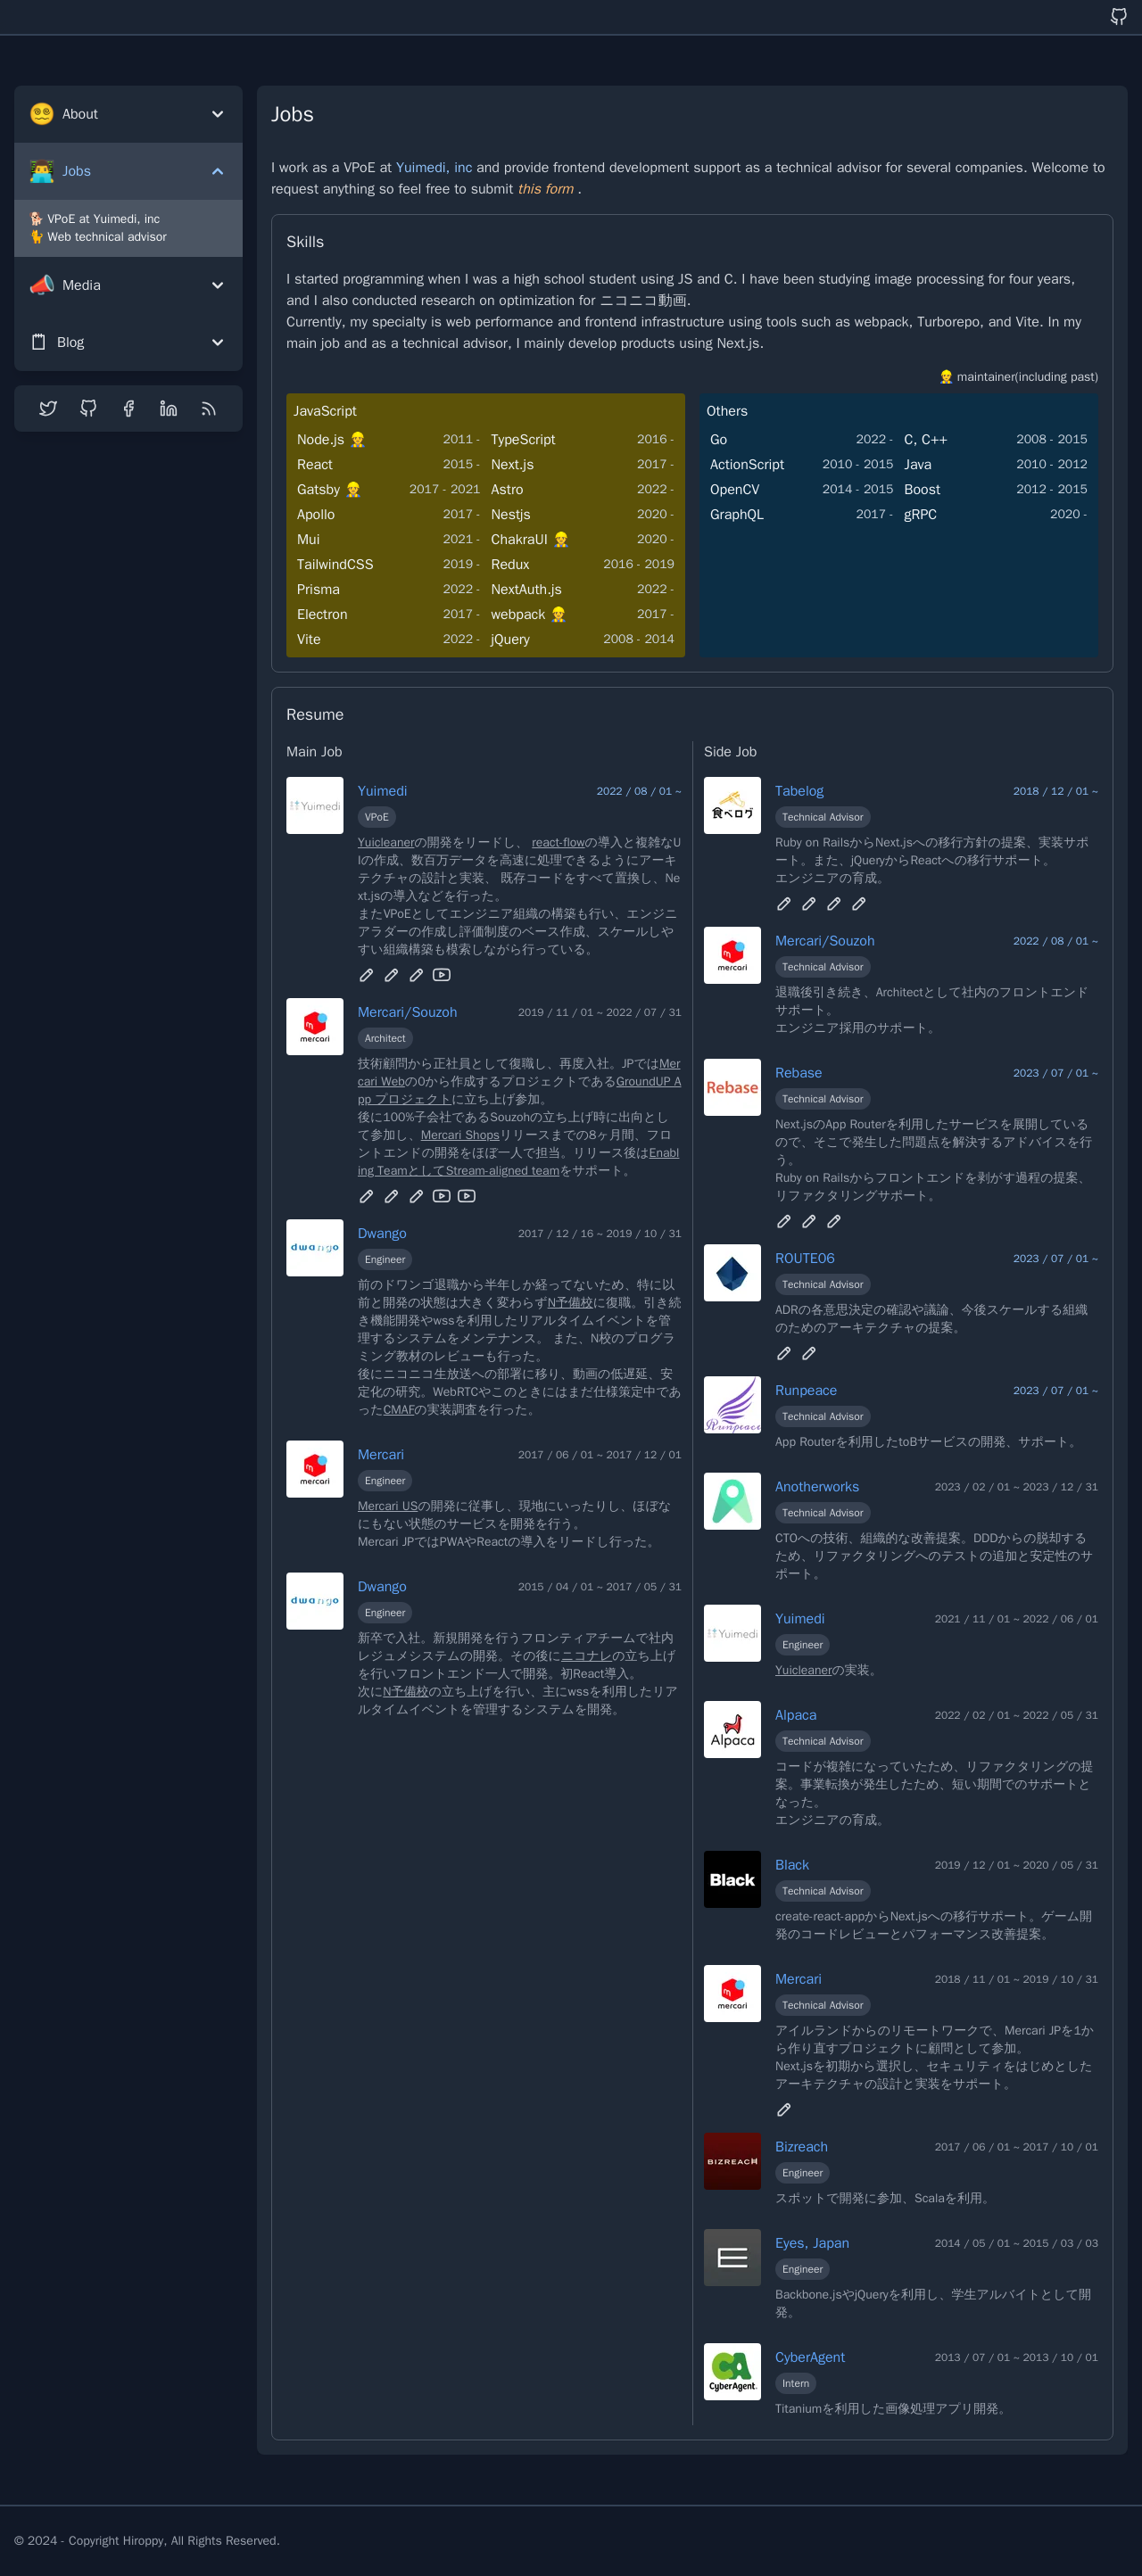 About
Jobs
VPoE at Yuimedi, inc
Web technical advisor
Media
Blog
Jobs
I work as a VPoE at Yuimedi, inc and provide frontend development support as a technical advisor for several companies. Welcome to
request anything so feel free to submit this form .
Skills
I started programming when I was a high school student using JS and C. I have been studying image processing for four years,
and I also conducted research on optimization for ニコニコ動画.
Currently, my specialty is web performance and frontend infrastructure using tools such as webpack, Turborepo, and Vite. In my
main job and as a technical advisor, I mainly develop products using Next.js.
👷 maintainer(including past)
JavaScript
Node.js 👷 2011 - TypeScript 2016 -
React 2015 - Next.js 2017 -
Gatsby 👷 2017 - 2021 Astro 2022 -
Apollo 2017 - Nestjs 2020 -
Mui 2021 - ChakraUI 👷 2020 -
TailwindCSS 2019 - Redux 2016 - 2019
Prisma 2022 - NextAuth.js 2022 -
Electron 2017 - webpack 👷 2017 -
Vite 2022 - jQuery 2008 - 2014
Others
Go 2022 - C, C++ 2008 - 2015
ActionScript 2010 - 2015 Java 2010 - 2012
OpenCV 2014 - 2015 Boost 2012 - 2015
GraphQL 2017 - gRPC 2020 -
Resume
Main Job
Yuimedi
Yuimedi 2022 / 08 / 01 ~
VPoE
Yuicleanerの開発をリードし、 react-flowの導入と複雑なU
Iの作成、数百万データを高速に処理できるようにアーキ
テクチャの設計と実装、 既存コードをすべて置換し、Ne
xt.jsの導入などを行った。
またVPoEとしてエンジニア組織の構築も行い、エンジニ
アラダーの作成し評価制度のベース作成、スケールしや
すい組織構築も模索しながら行っている。
mercari
Mercari/Souzoh 2019 / 11 / 01 ~ 2022 / 07 / 31
Architect
技術顧問から正社員として復職し、再度入社。JPではMer
cari Webの0から作成するプロジェクトであるGroundUP A
pp プロジェクトに立ち上げ参加。
後に100%子会社であるSouzohの立ち上げ時に出向とし
て参加し、Mercari Shopsリリースまでの8ヶ月間、フロ
ントエンドの開発をほぼ一人で担当。リリース後はEnabl
ing TeamとしてStream-aligned teamをサポート。
dwango
Dwango 2017 / 12 / 16 ~ 2019 / 10 / 31
Engineer
前のドワンゴ退職から半年しか経ってないため、特に以
前と開発の状態は大きく変わらずN予備校に復職。引き続
き機能開発やwssを利用したリアルタイムイベントを管
理するシステムをメンテナンス。 また、N校のプログラ
ミング教材のレビューも行った。
後にニコニコ生放送への部署に移り、動画の低遅延、安
定化の研究。WebRTCやこのときにはまだ仕様策定中であ
ったCMAFの実装調査を行った。
mercari
Mercari 2017 / 06 / 01 ~ 2017 / 12 / 01
Engineer
Mercari USの開発に従事し、現地にいったりし、ほぼな
にもない状態のサービスを開発を行う。
Mercari JPではPWAやReactの導入をリードし行った。
dwango
Dwango 2015 / 04 / 01 ~ 2017 / 05 / 31
Engineer
新卒で入社。新規開発を行うフロンティアチームで社内
レジュメシステムの開発。その後にニコナレの立ち上げ
を行いフロントエンド一人で開発。初React導入。
次にN予備校の立ち上げを行い、主にwssを利用したリア
ルタイムイベントを管理するシステムを開発。
Side Job
食べログ
Tabelog 2018 / 12 / 01 ~
Technical Advisor
Ruby on RailsからNext.jsへの移行方針の提案、実装サポ
ート。また、jQueryからReactへの移行サポート。
エンジニアの育成。
mercari
Mercari/Souzoh 2022 / 08 / 01 ~
Technical Advisor
退職後引き続き、Architectとして社内のフロントエンド
サポート。
エンジニア採用のサポート。
Rebase
Rebase 2023 / 07 / 01 ~
Technical Advisor
Next.jsのApp Routerを利用したサービスを展開している
ので、そこで発生した問題点を解決するアドバイスを行
う。
Ruby on Railsからフロントエンドを剥がす過程の提案、
リファクタリングサポート。
ROUTE06 2023 / 07 / 01 ~
Technical Advisor
ADRの各意思決定の確認や議論、今後スケールする組織
のためのアーキテクチャの提案。
Runpeace
Runpeace 2023 / 07 / 01 ~
Technical Advisor
App Routerを利用したtoBサービスの開発、サポート。
Anotherworks 2023 / 02 / 01 ~ 2023 / 12 / 31
Technical Advisor
CTOへの技術、組織的な改善提案。DDDからの脱却する
ため、リファクタリングへのテストの追加と安定性のサ
ポート。
Yuimedi
Yuimedi 2021 / 11 / 01 ~ 2022 / 06 / 01
Engineer
Yuicleanerの実装。
Alpaca
Alpaca 2022 / 02 / 01 ~ 2022 / 05 / 31
Technical Advisor
コードが複雑になっていたため、リファクタリングの提
案。事業転換が発生したため、短い期間でのサポートと
なった。
エンジニアの育成。
Black
Black 2019 / 12 / 01 ~ 2020 / 05 / 31
Technical Advisor
create-react-appからNext.jsへの移行サポート。ゲーム開
発のコードレビューとパフォーマンス改善提案。
mercari
Mercari 2018 / 11 / 01 ~ 2019 / 10 / 31
Technical Advisor
アイルランドからのリモートワークで、Mercari JPを1か
ら作り直すプロジェクトに顧問として参加。
Next.jsを初期から選択し、セキュリティをはじめとした
アーキテクチャの設計と実装をサポート。
BIZREACH
Bizreach 2017 / 06 / 01 ~ 2017 / 10 / 01
Engineer
スポットで開発に参加、Scalaを利用。
Eyes, Japan 2014 / 05 / 01 ~ 2015 / 03 / 03
Engineer
Backbone.jsやjQueryを利用し、学生アルバイトとして開
発。
CA
CyberAgent.
CyberAgent 2013 / 07 / 01 ~ 2013 / 10 / 01
Intern
Titaniumを利用した画像処理アプリ開発。
© 2024 - Copyright Hiroppy, All Rights Reserved.